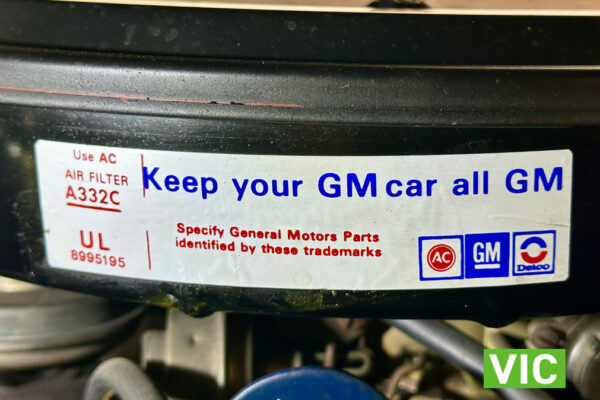 Use AC
AIR FILTER
A332C
UL
8995195
Keep your GM car all GM
Specify General Motors Parts
identified by these trademarks
AC
GM
Delco
VIC